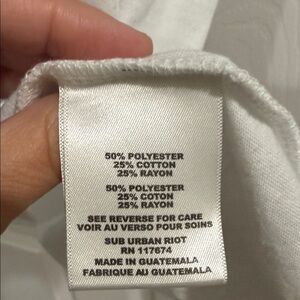 50% POLYESTER
25% COTTON
25% RAYON
50% POLYESTER
25% COTON
25% RAYON
SEE REVERSE FOR CARE
VOIR AU VERSO POUR SOINS
SUB URBAN RIOT
RN 117674
MADE IN GUATEMALA
FABRIQUE AU GUATEMALA